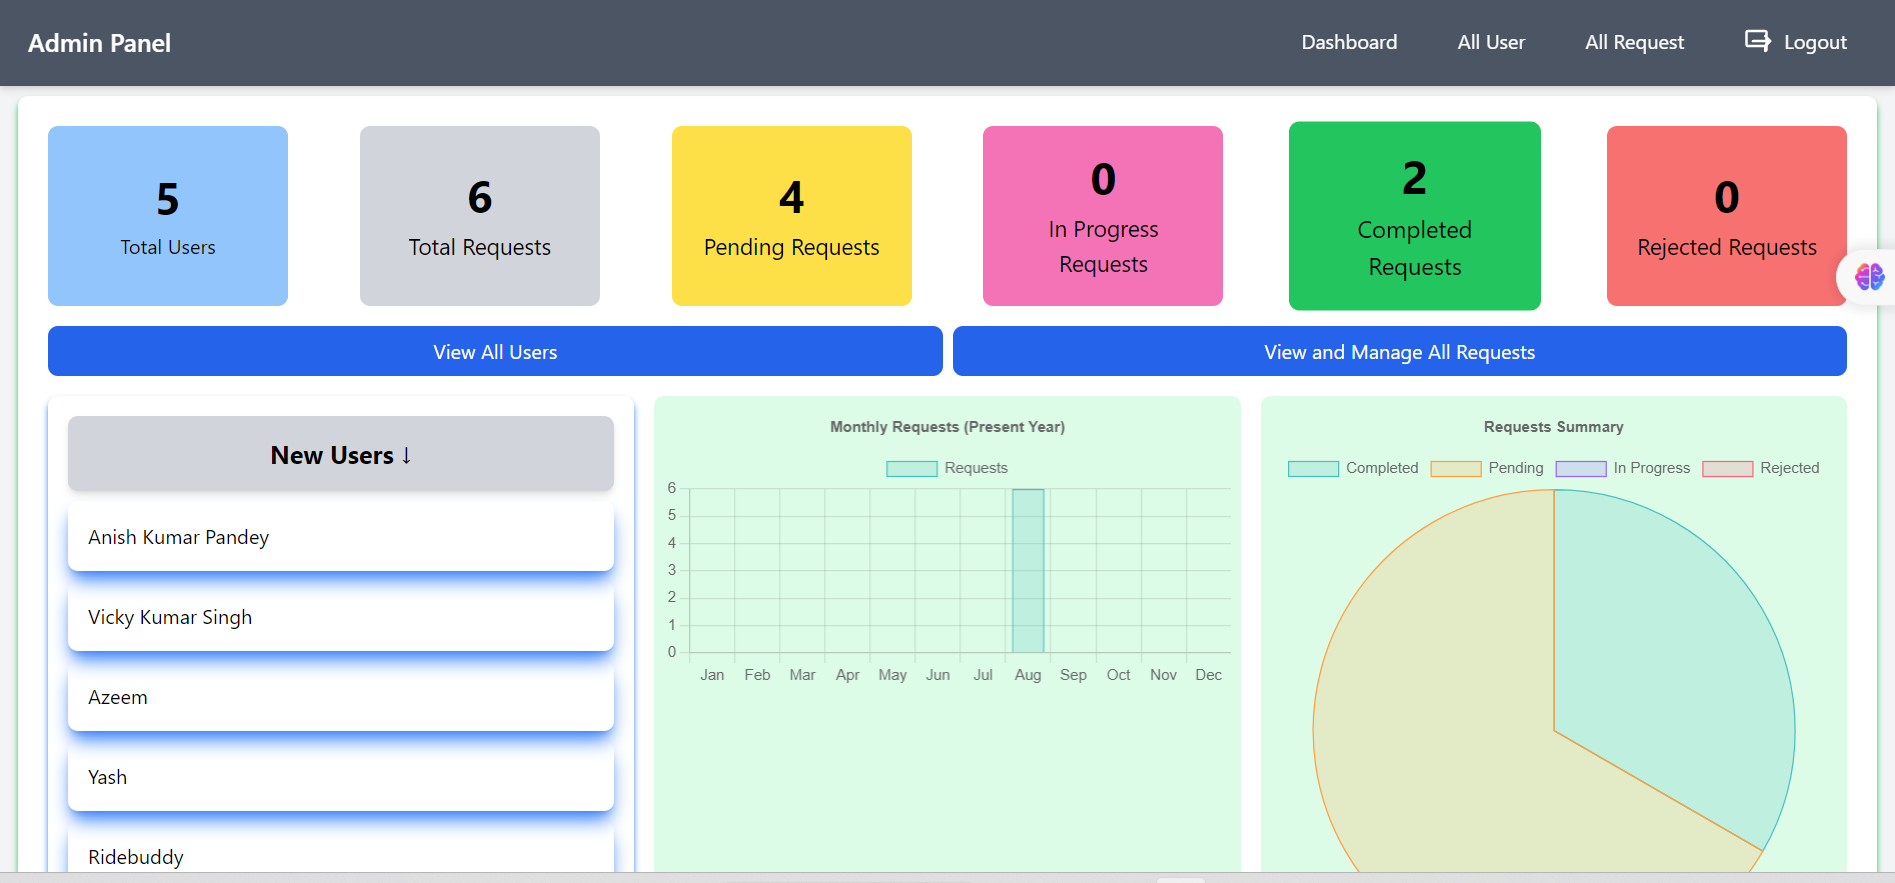 Admin Panel
Dashboard
All User
All Request
Logout
5
Total Users
6
Total Requests
4
Pending Requests
0
In Progress
Requests
2
Completed
Requests
0
Rejected Requests
View All Users
View and Manage All Requests
New Users ↓
Anish Kumar Pandey
Vicky Kumar Singh
Azeem
Yash
Ridebuddy
Monthly Requests (Present Year)
Requests
6
5
4
3
2
1
0
Jan Feb Mar Apr May Jun Jul Aug Sep Oct Nov Dec
Requests Summary
Completed Pending In Progress Rejected